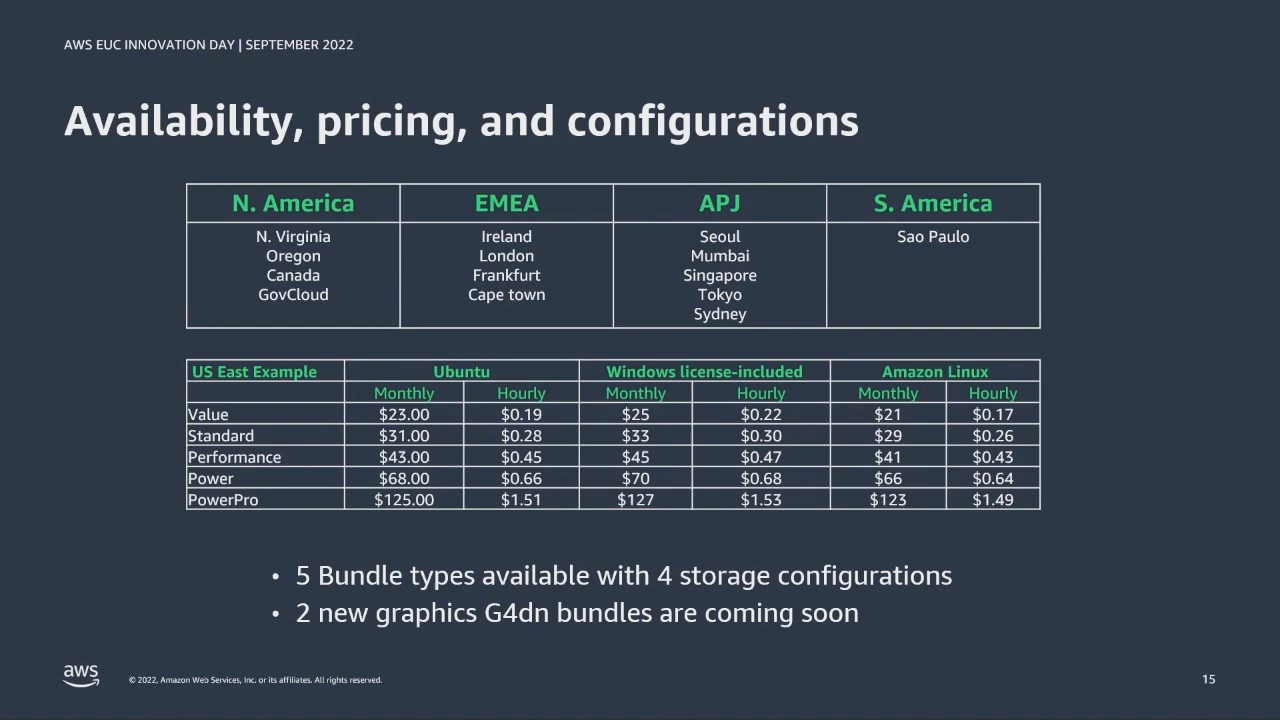 AWS EUC INNOVATION DAY | SEPTEMBER 2022
Availability, pricing, and configurations
N. America EMEA APJ S. America
N. Virginia Ireland Seoul Sao Paulo
Oregon London Mumbai
Canada Frankfurt Singapore
GovCloud Cape town Tokyo
Sydney
US East Example Ubuntu Windows license-included Amazon Linux
Monthly Hourly Monthly Hourly Monthly Hourly
Value $23.00 $0.19 $25 $0.22 $21 $0.17
Standard $31.00 $0.28 $33 $0.30 $29 $0.26
Performance $43.00 $0.45 $45 $0.47 $41 $0.43
Power $68.00 $0.66 $70 $0.68 $66 $0.64
PowerPro $125.00 $1.51 $127 $1.53 $123 $1.49
• 5 Bundle types available with 4 storage configurations
• 2 new graphics G4dn bundles are coming soon
aws © 2022, Amazon Web Services, Inc. or its affiliates. All rights reserved. 15